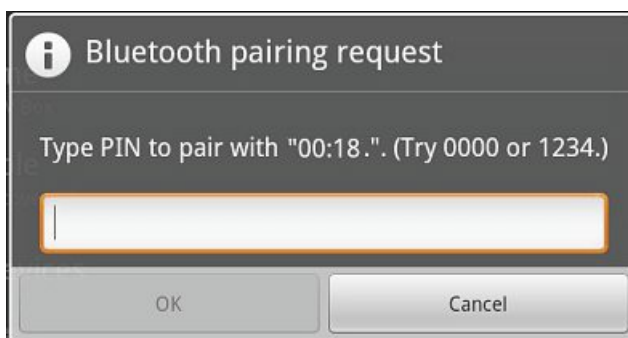 Bluetooth pairing request
Type PIN to pair with "00:18.". (Try 0000 or 1234.)
OK
Cancel